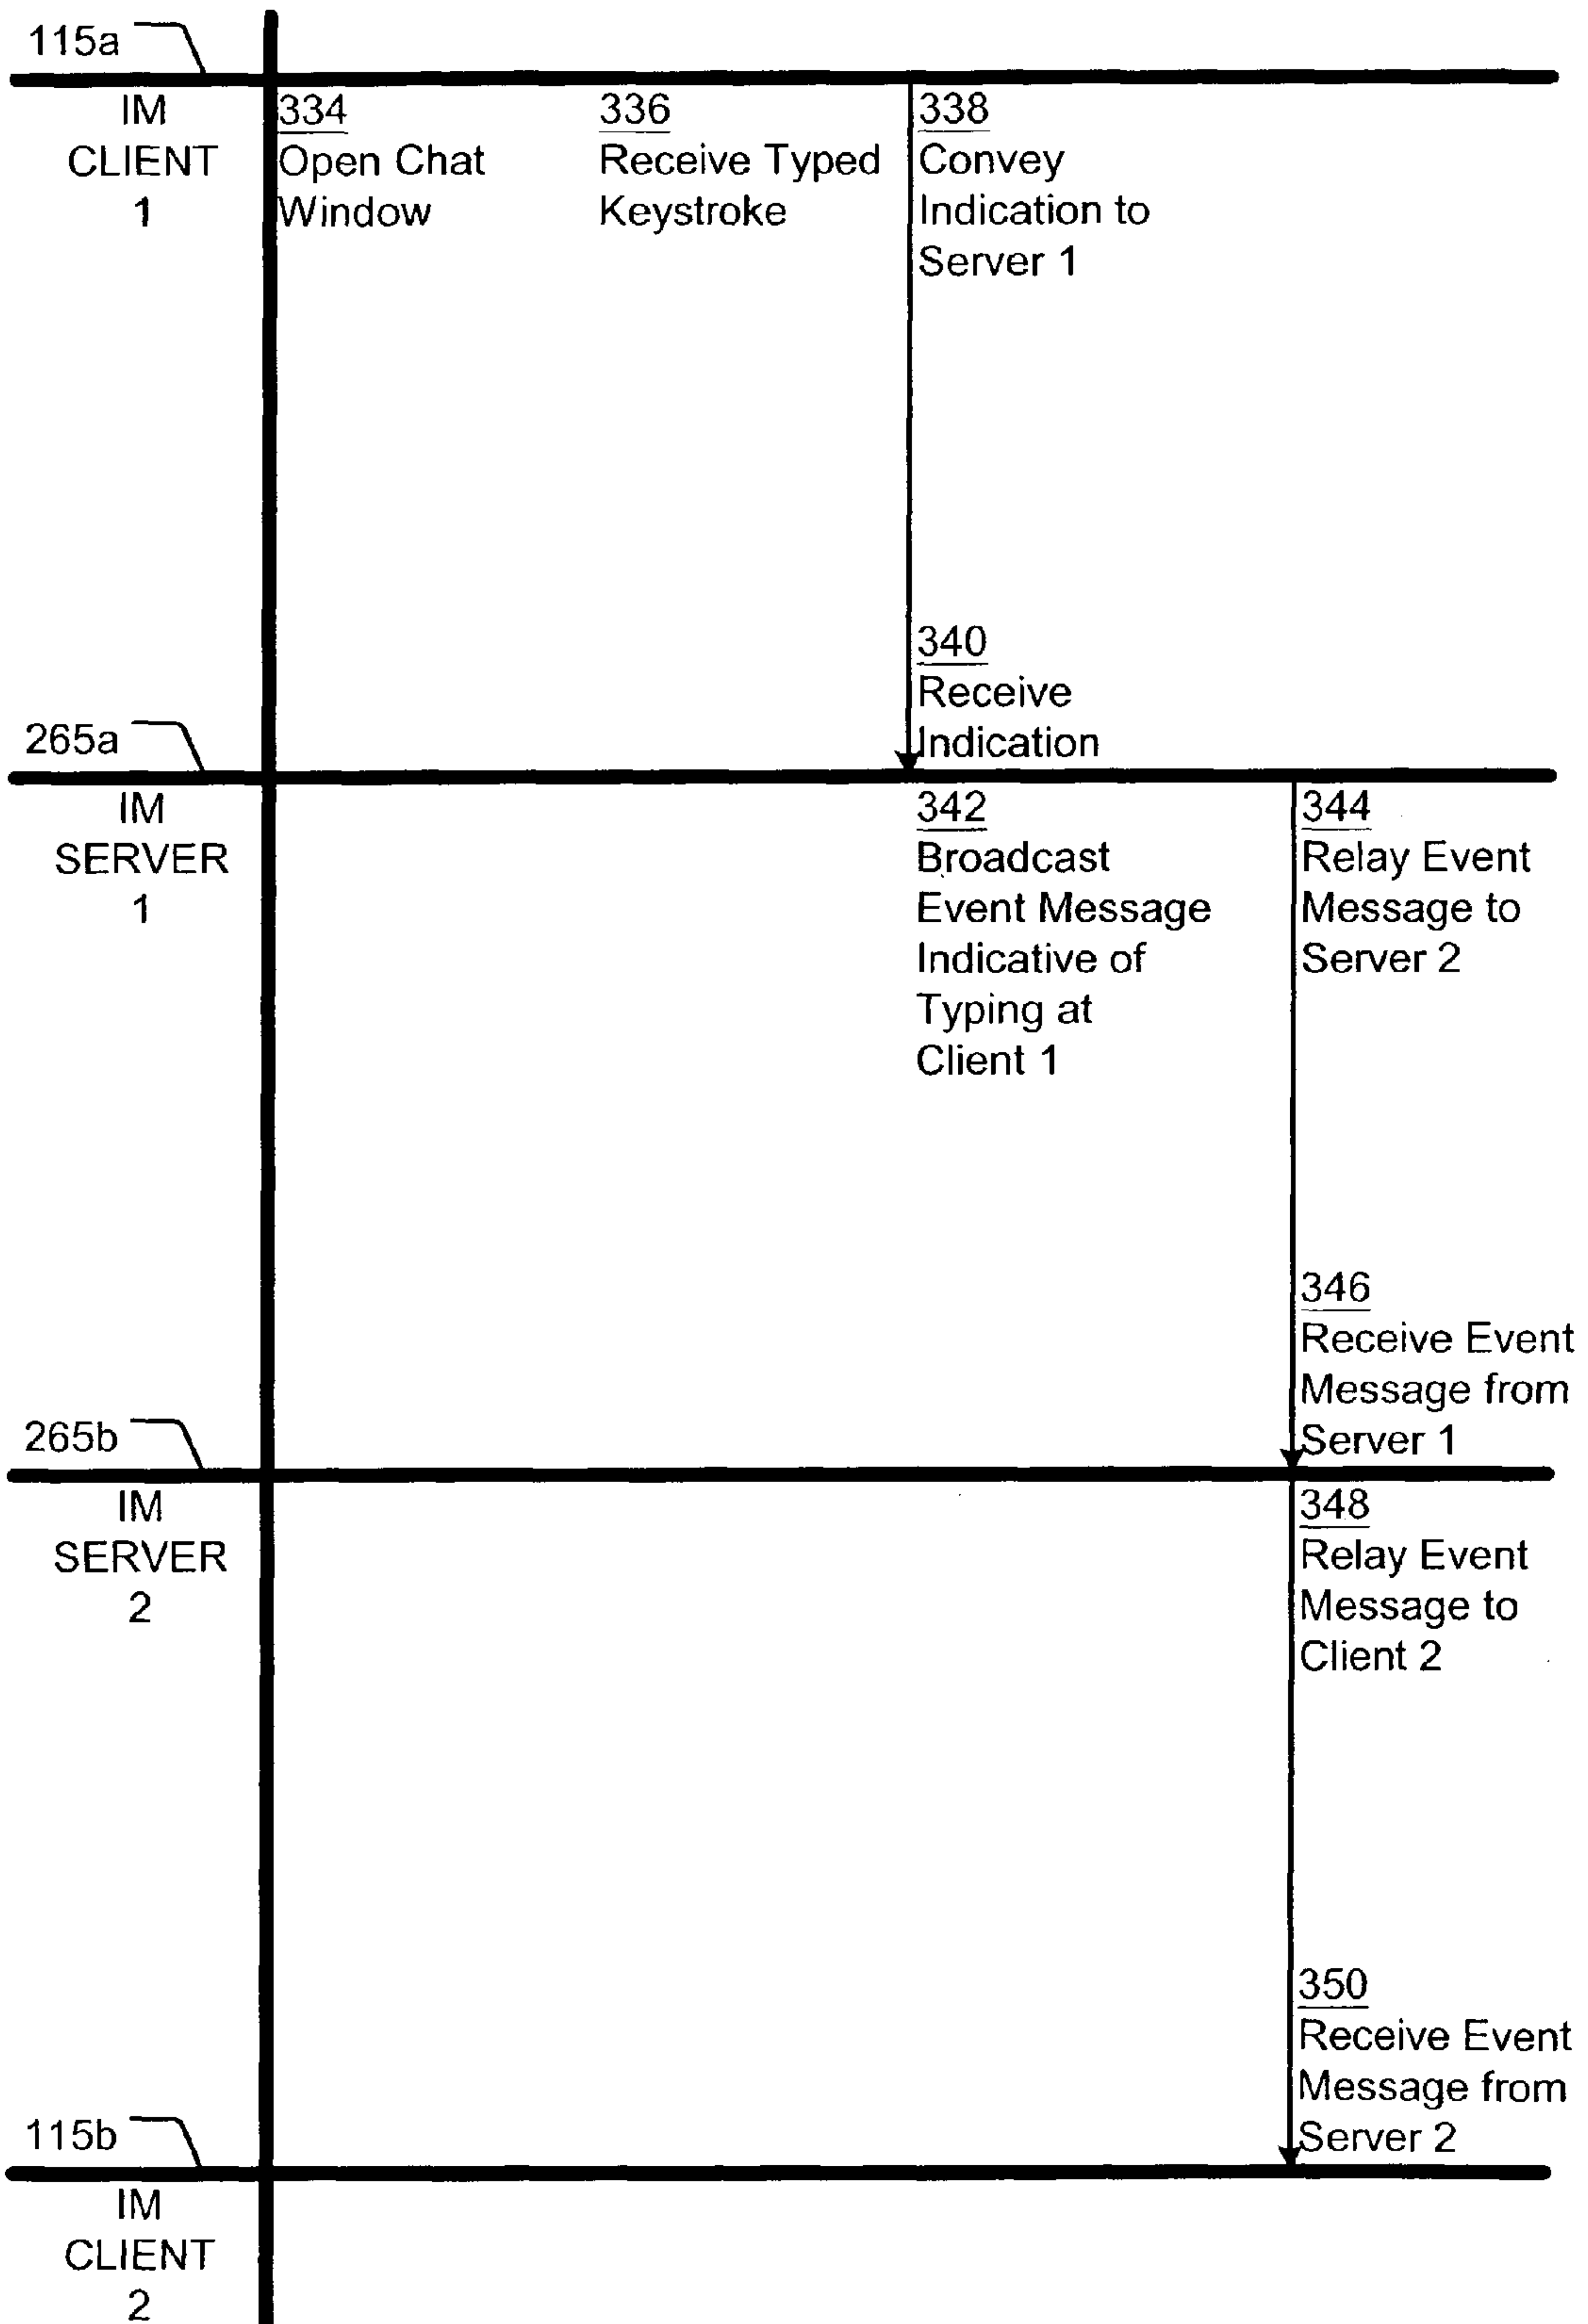 115a
IM
CLIENT
1
334
Open Chat
Window
336
Receive Typed
Keystroke
338
Convey
Indication to
Server 1
340
Receive
Indication
265a
IM
SERVER
1
342
Broadcast
Event Message
Indicative of
Typing at
Client 1
344
Relay Event
Message to
Server 2
346
Receive Event
Message from
Server 1
265b
IM
SERVER
2
348
Relay Event
Message to
Client 2
350
Receive Event
Message from
Server 2
115b
IM
CLIENT
2